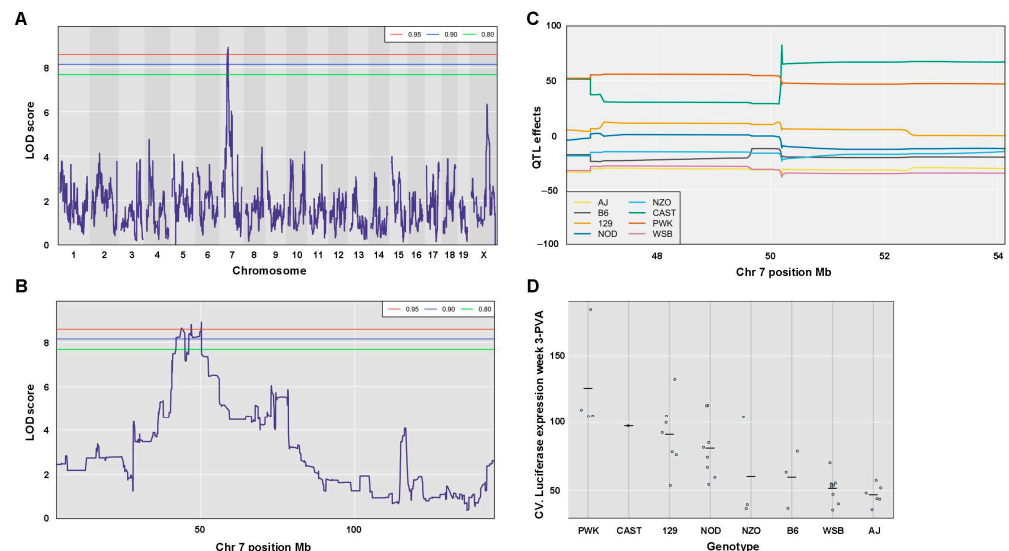 A
0.95 0.90 0.80
LOD score
8
6
4
2
0
1 2 3 4 5 6 7 8 9 10 11 12 13 14 15 16 17 18 19 X
Chromosome
B
0.95 0.90 0.80
LOD score
8
6
4
2
0
50 100
Chr 7 position Mb
C
QTL effects
100
50
0
−50
−100
AJ NZO
B6 CAST
129 PWK
NOD WSB
48 50 52 54
Chr 7 position Mb
D
CV. Luciferase expression week 3-PVA
150
100
50
PWK CAST 129 NOD NZO B6 WSB AJ
Genotype